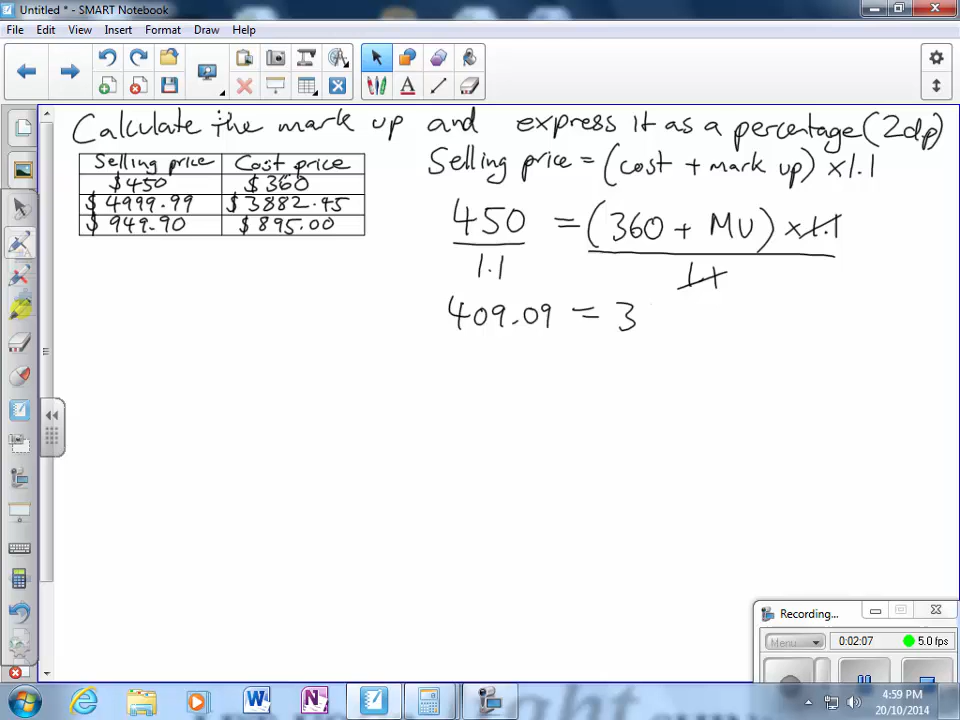 Untitled * - SMART Notebook
File Edit View Insert Format Draw Help
Calculate the mark up and express it as a percentage (2dp)
Selling price = (cost + mark up) ×1.1
Selling price Cost price
$450 $360
$4999.99 $3882.45
$949.90 $895.00
450 = (360 + MU) ×1.1
1.1 1.1
409.09 = 3
Recording...
Menu...
0:02:07
5.0 fps
4:59 PM
20/10/2014